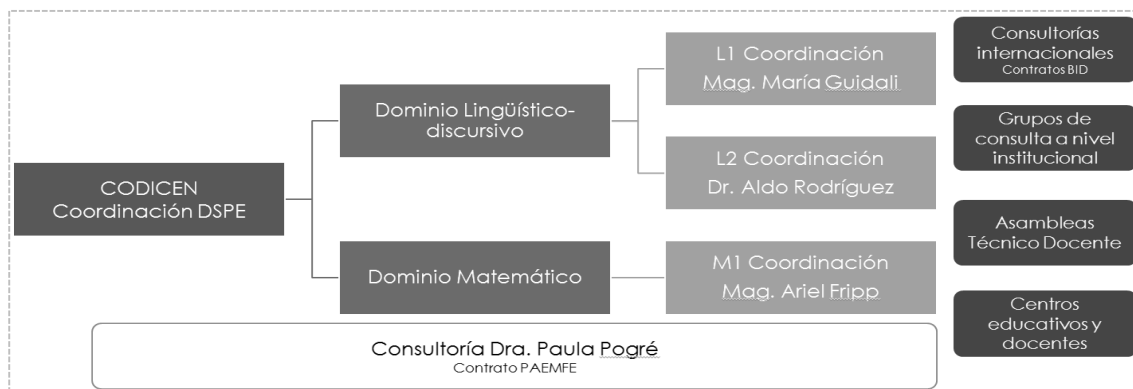 CODICEN
Coordinación DSPE
Dominio Lingüístico-
discursivo
Dominio Matemático
L1 Coordinación
Mag. María Guidali
L2 Coordinación
Dr. Aldo Rodríguez
M1 Coordinación
Mag. Ariel Fripp
Consultorías
internacionales
Contratos BID
Grupos de
consulta a nivel
institucional
Asambleas
Técnico Docente
Centros
educativos y
docentes
Consultoría Dra. Paula Pogré
Contrato PAEMFE